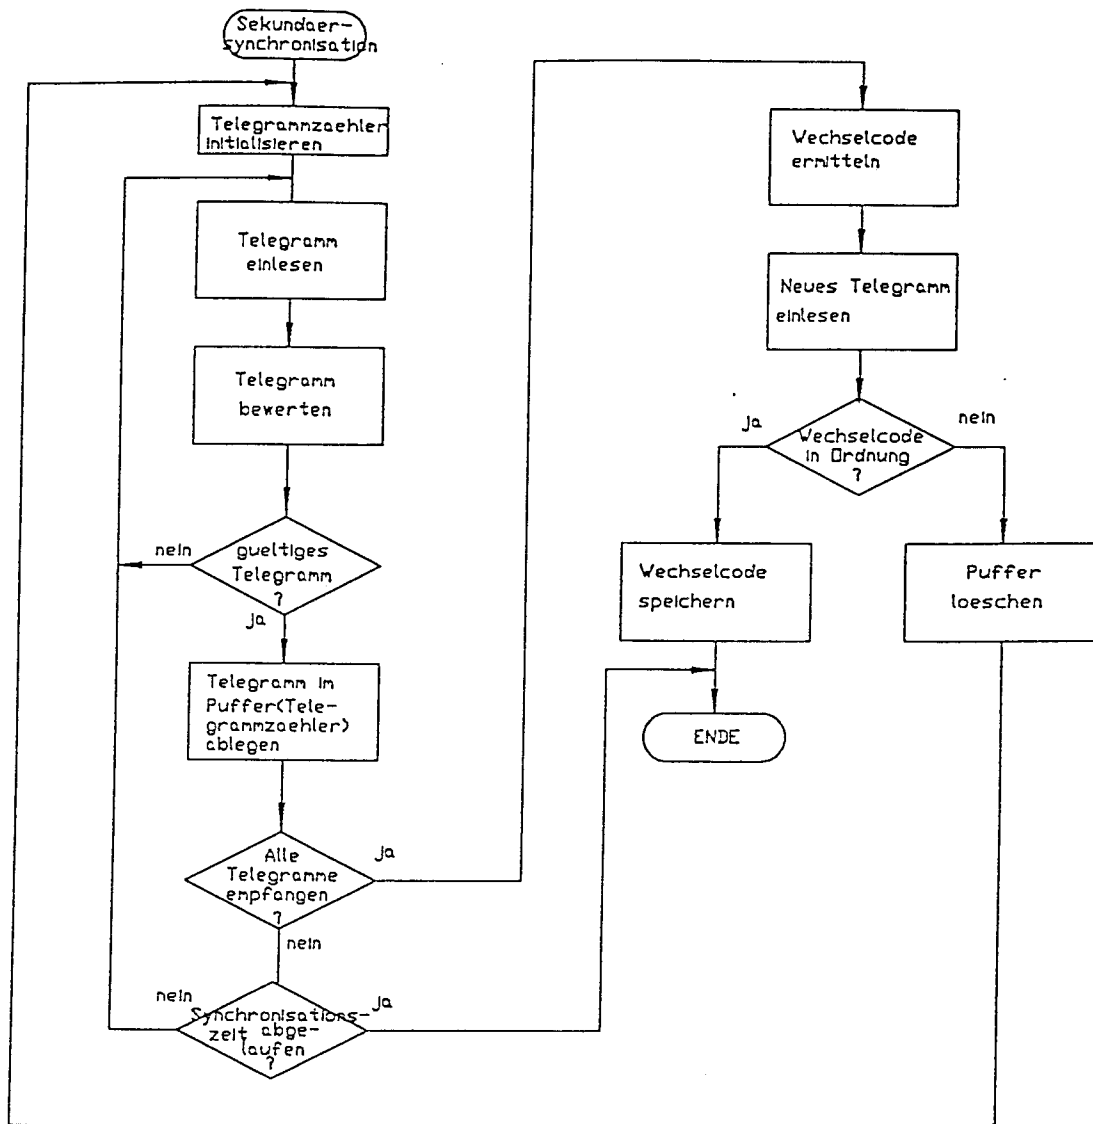 Sekundaer-
synchronisation
Telegrammzaehler
initialisieren
Telegramm
einlesen
Telegramm
bewerten
nein
gueltiges
Telegramm
?
ja
Telegramm im
Puffer(Tele-
grammzaehler)
ablegen
Alle
Telegramme
empfangen
?
ja
nein
nein
Synchronisations-
zeit abge-
laufen
?
ja
Wechselcode
ermitteln
Neues Telegramm
einlesen
ja
Wechselcode
in Ordnung
?
nein
Wechselcode
speichern
Puffer
loeschen
ENDE